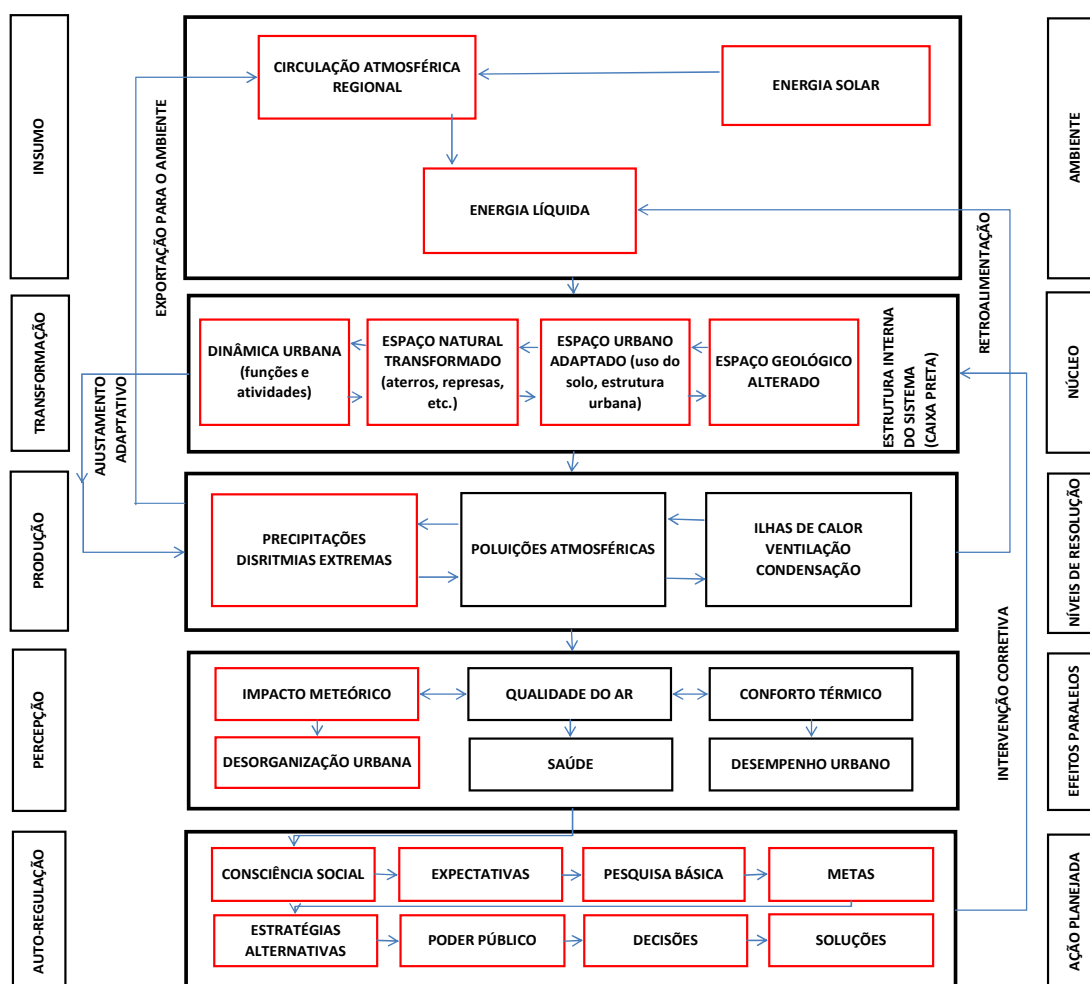 INSUMO
EXPORTAÇÃO PARA O AMBIENTE
CIRCULAÇÃO ATMOSFÉRICA
REGIONAL
ENERGIA SOLAR
ENERGIA LÍQUIDA
AMBIENTE
RETROALIMENTAÇÃO
TRANSFORMAÇÃO
AJUSTAMENTO
ADAPTATIVO
DINÂMICA URBANA
(funções e
atividades)
ESPAÇO NATURAL
TRANSFORMADO
(aterros, represas,
etc.)
ESPAÇO URBANO
ADAPTADO (uso do
solo, estrutura
urbana)
ESPAÇO GEOLÓGICO
ALTERADO
ESTRUTURA INTERNA
DO SISTEMA
(CAIXA PRETA)
NÚCLEO
PRODUÇÃO
PRECIPITAÇÕES
DISRITMIAS EXTREMAS
POLUIÇÕES ATMOSFÉRICAS
ILHAS DE CALOR
VENTILAÇÃO
CONDENSAÇÃO
NÍVEIS DE RESOLUÇÃO
INTERVENÇÃO CORRETIVA
PERCEPÇÃO
IMPACTO METEÓRICO
QUALIDADE DO AR
CONFORTO TÉRMICO
DESORGANIZAÇÃO URBANA
SAÚDE
DESEMPENHO URBANO
EFEITOS PARALELOS
AUTO-REGULAÇÃO
CONSCIÊNCIA SOCIAL
EXPECTATIVAS
PESQUISA BÁSICA
METAS
ESTRATÉGIAS
ALTERNATIVAS
PODER PÚBLICO
DECISÕES
SOLUÇÕES
AÇÃO PLANEJADA